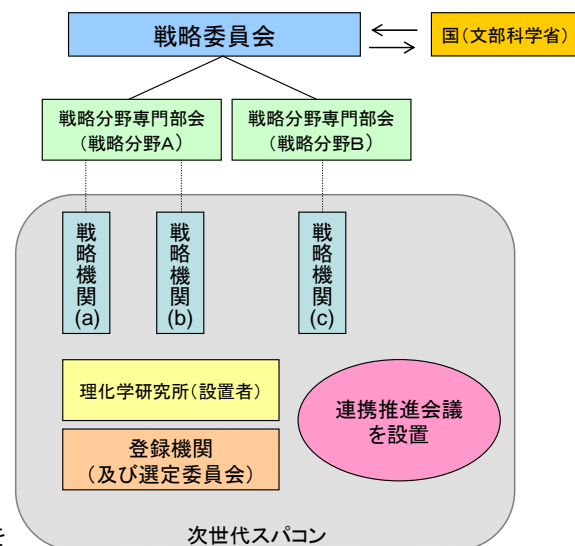 戦略委員会
国(文部科学省)
戦略分野専門部会
(戦略分野A)
戦略分野専門部会
(戦略分野B)
戦略機関(a)
戦略機関(b)
戦略機関(c)
理化学研究所(設置者)
連携推進会議
を設置
登録機関
(及び選定委員会)
次世代スパコン